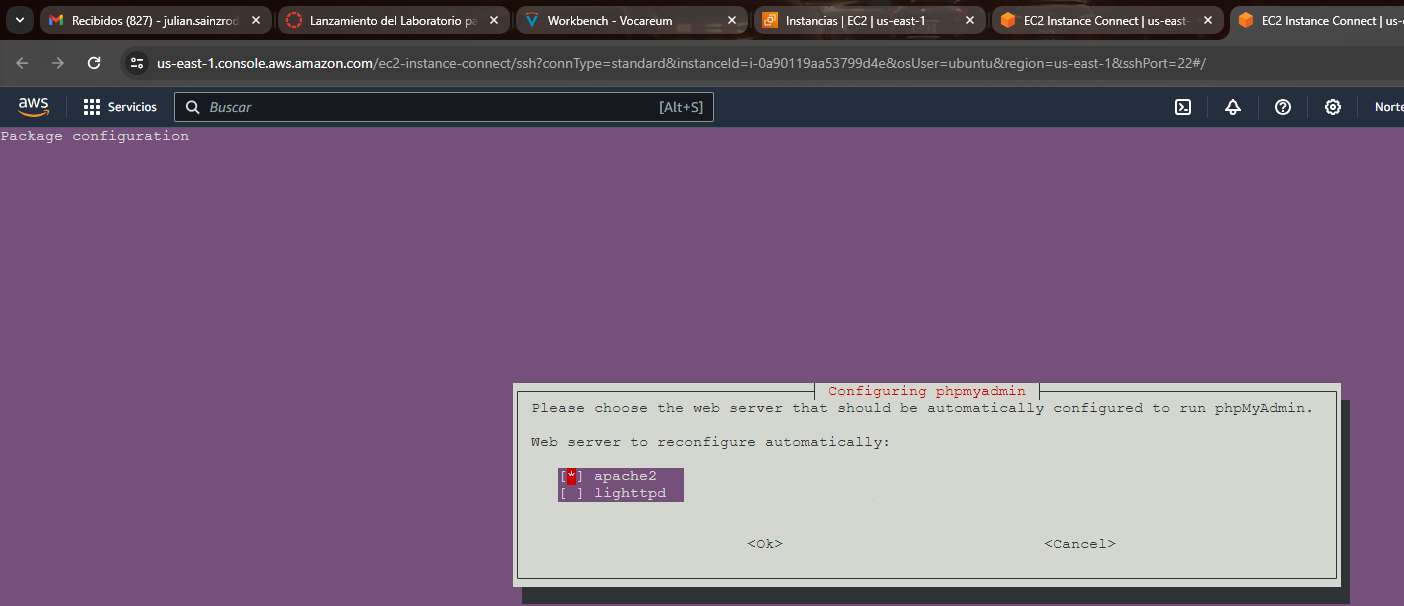 Recibidos (827) - julian.sainzrod
Lanzamiento del Laboratorio pa
Workbench - Vocareum
Instancias | EC2 | us-east-1
EC2 Instance Connect | us-east-
EC2 Instance Connect | us-e
us-east-1.console.aws.amazon.com/ec2-instance-connect/ssh?connType=standard&instanceId=i-0a90119aa53799d4e&osUser=ubuntu&region=us-east-1&sshPort=22#/
aws Servicios Buscar [Alt+S] Norte
Package configuration
Configuring phpmyadmin
Please choose the web server that should be automatically configured to run phpMyAdmin.
Web server to reconfigure automatically:
[*] apache2
[ ] lighttpd
<Ok> <Cancel>